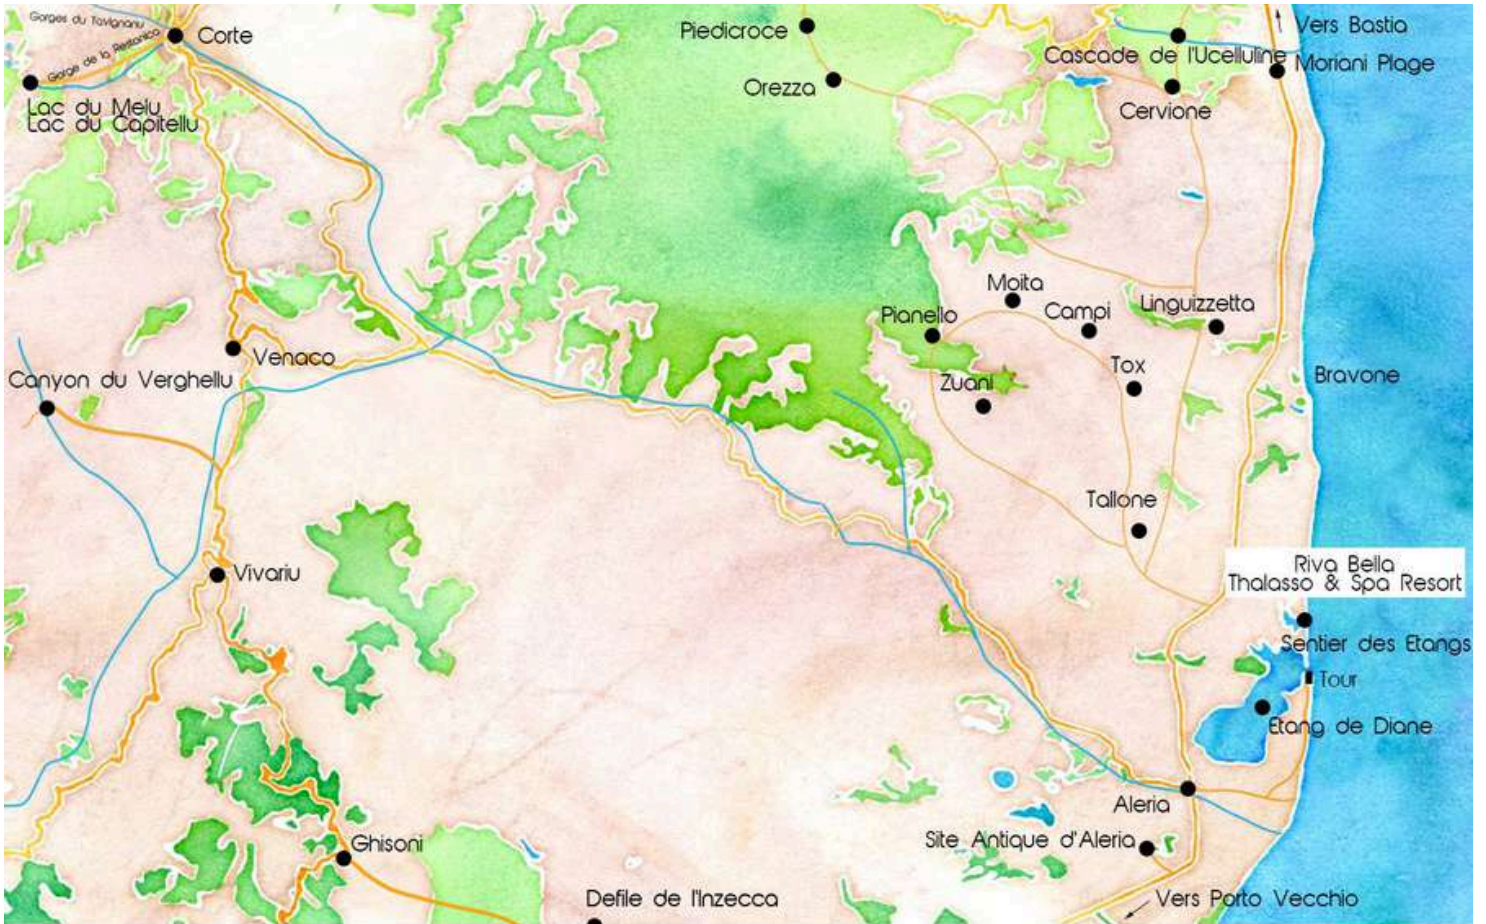 Gorges du Tavignanu
Corte
Piedicroce
Vers Bastia
Gorge de la Restonica
Cascade de l'Ucelluline
Moriani Plage
Orezza
Lac du Melu
Lac du Capitellu
Cervione
Moita
Campi
Linguizzetta
Pianello
Venaco
Tox
Bravone
Canyon du Verghellu
Zuani
Tallone
Riva Bella
Thalasso & Spa Resort
Vivariu
Sentier des Etangs
Tour
Etang de Diane
Aleria
Site Antique d'Aleria
Ghisoni
Defile de l'Inzecca
Vers Porto Vecchio